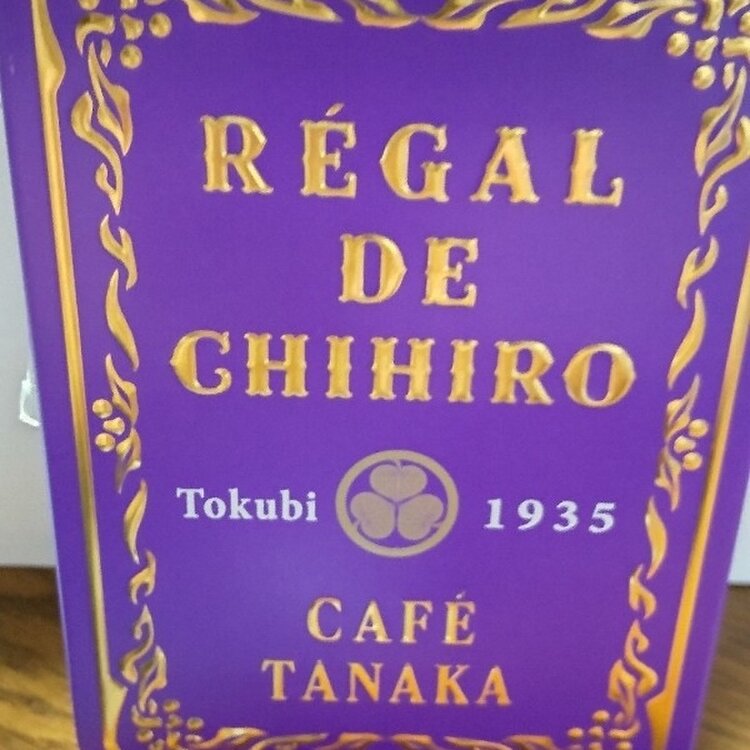 RÉGAL
DE
CHIHIRO
Tokubi 1935
CAFÉ
TANAKA